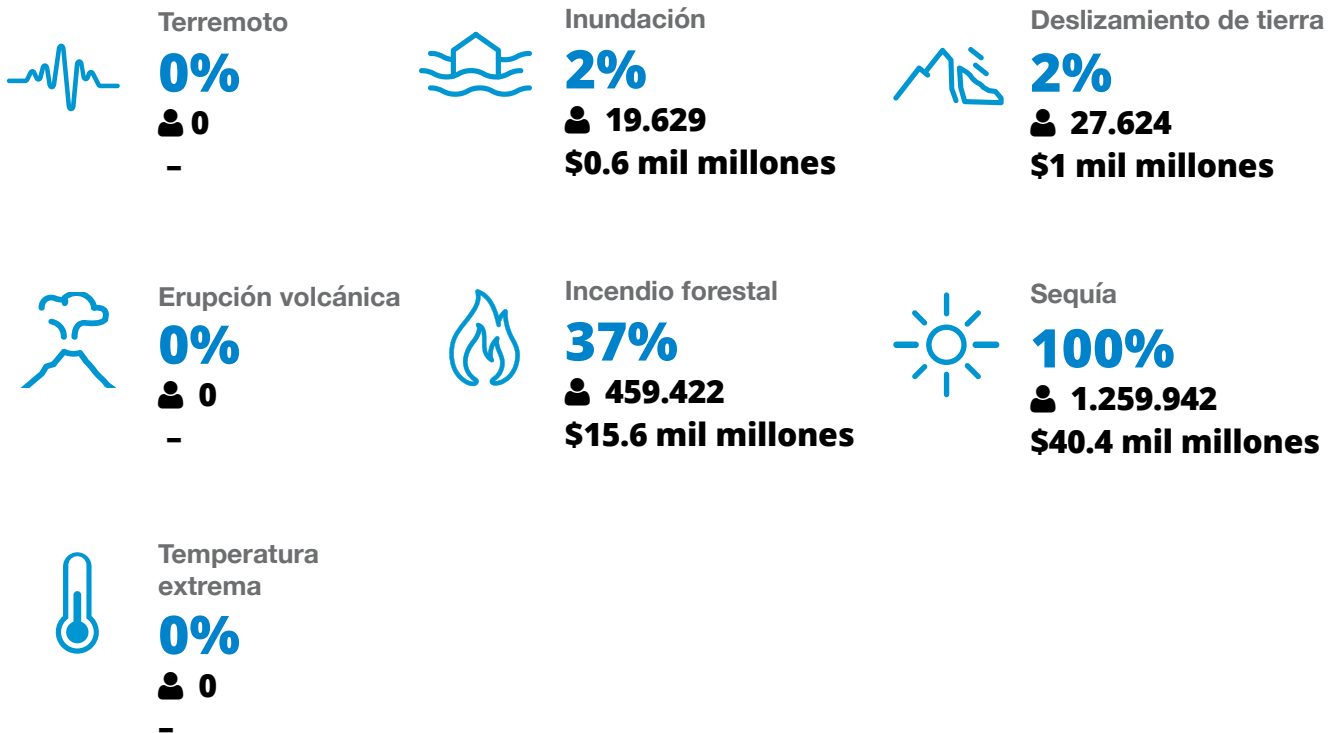 Terremoto
0%
0
–
Inundación
2%
19.629
$0.6 mil millones
Deslizamiento de tierra
2%
27.624
$1 mil millones
Erupción volcánica
0%
0
–
Incendio forestal
37%
459.422
$15.6 mil millones
Sequía
100%
1.259.942
$40.4 mil millones
Temperatura
extrema
0%
0
–